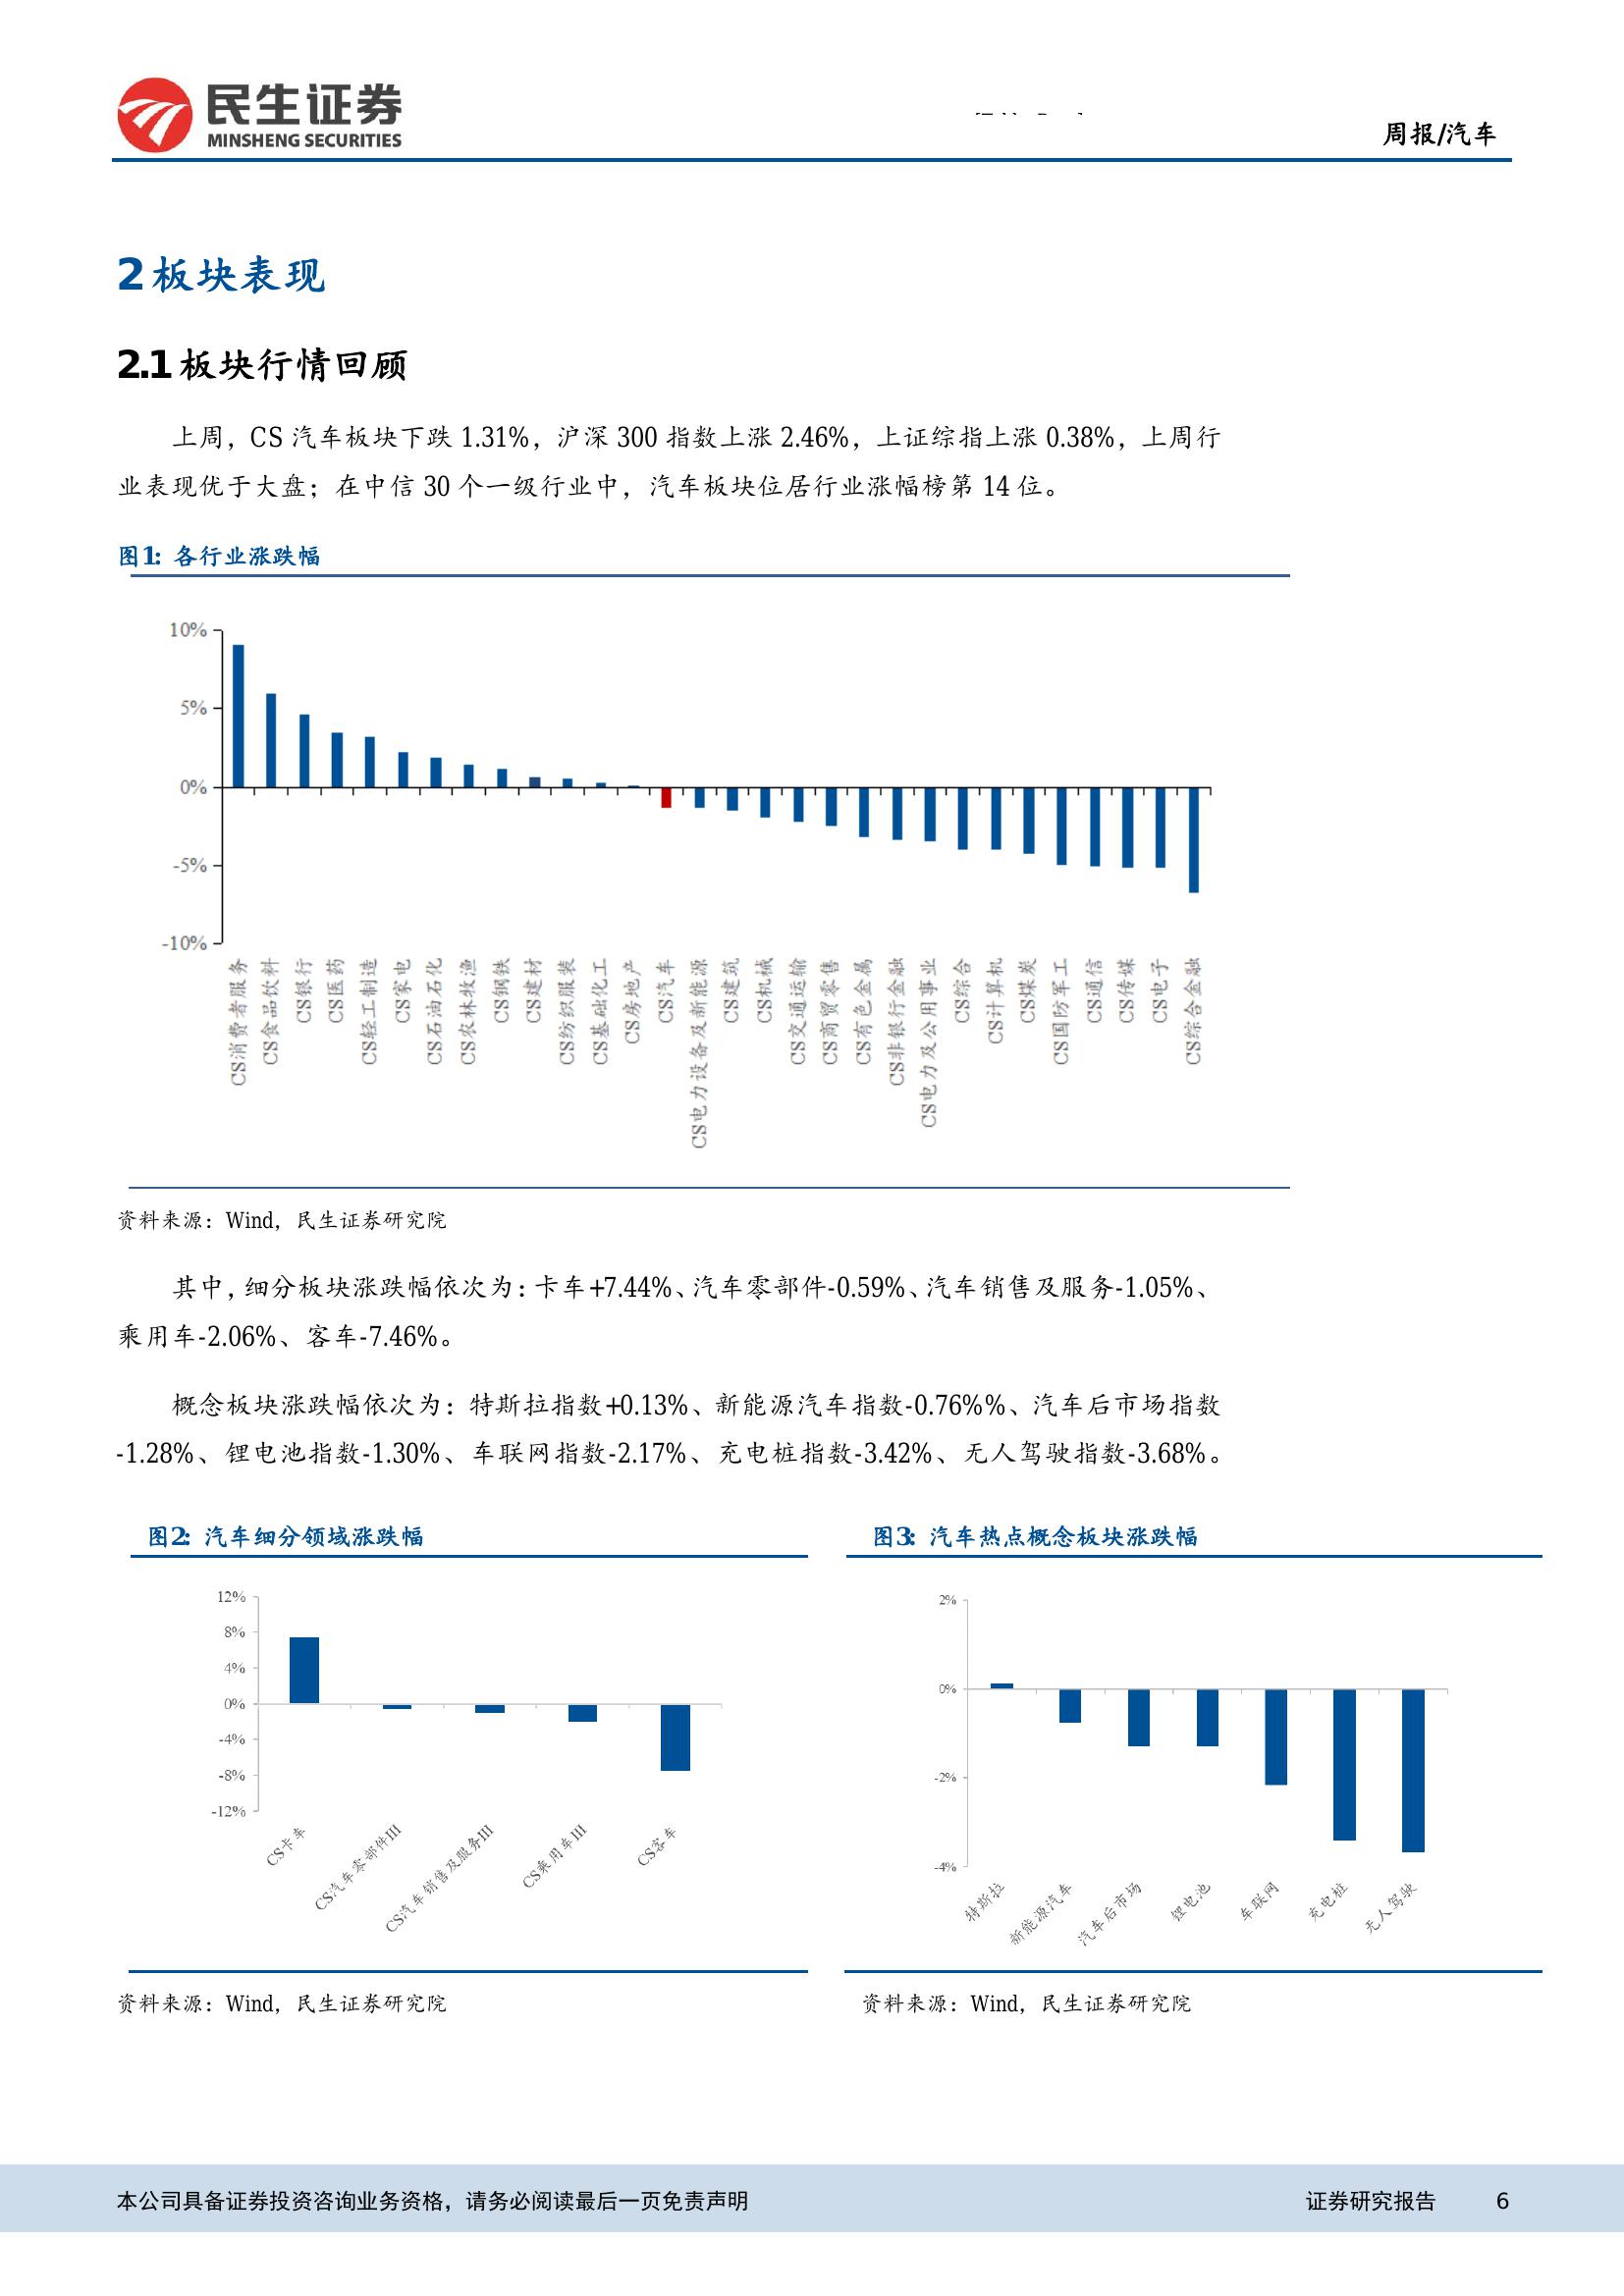 民生证券
MINSHENG SECURITIES
周报/汽车
2 板块表现
2.1 板块行情回顾
上周，CS 汽车板块下跌 1.31%，沪深 300 指数上涨 2.46%，上证综指上涨 0.38%，上周行
业表现优于大盘；在中信 30 个一级行业中，汽车板块位居行业涨幅榜第 14 位。
图1：各行业涨跌幅
10%
5%
0%
-5%
-10%
CS消费者服务
CS食品饮料
CS银行
CS医药
CS轻工制造
CS家电
CS石油石化
CS农林牧渔
CS钢铁
CS建材
CS纺织服装
CS基础化工
CS房地产
CS汽车
CS电力设备及新能源
CS建筑
CS机械
CS交通运输
CS商贸零售
CS有色金属
CS非银行金融
CS电力及公用事业
CS综合
CS计算机
CS煤炭
CS国防军工
CS通信
CS传媒
CS电子
CS综合金融
资料来源：Wind，民生证券研究院
其中，细分板块涨跌幅依次为：卡车+7.44%、汽车零部件-0.59%、汽车销售及服务-1.05%、
乘用车-2.06%、客车-7.46%。
概念板块涨跌幅依次为：特斯拉指数+0.13%、新能源汽车指数-0.76%%、汽车后市场指数
-1.28%、锂电池指数-1.30%、车联网指数-2.17%、充电桩指数-3.42%、无人驾驶指数-3.68%。
图2：汽车细分领域涨跌幅
12%
8%
4%
0%
-4%
-8%
-12%
CS卡车
CS汽车零部件III
CS汽车销售及服务III
CS乘用车III
CS客车
资料来源：Wind，民生证券研究院
图3：汽车热点概念板块涨跌幅
2%
0%
-2%
-4%
特斯拉
新能源汽车
汽车后市场
锂电池
车联网
充电桩
无人驾驶
资料来源：Wind，民生证券研究院
本公司具备证券投资咨询业务资格，请务必阅读最后一页免责声明
证券研究报告 6